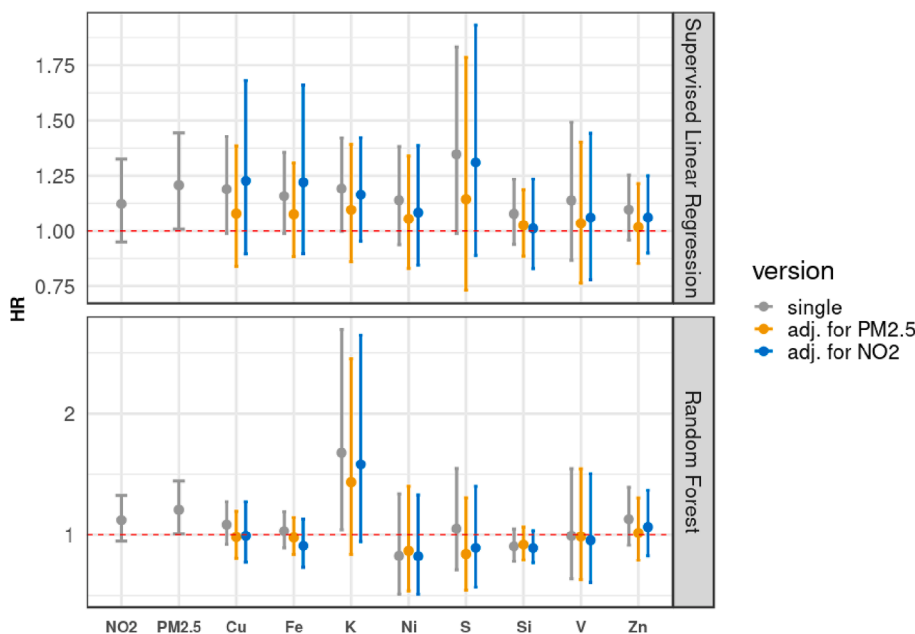 1.75
1.50
1.25
1.00
0.75
Supervised Linear Regression
HR
2
1
Random Forest
NO2 PM2.5 Cu Fe K Ni S Si V Zn
version
single
adj. for PM2.5
adj. for NO2